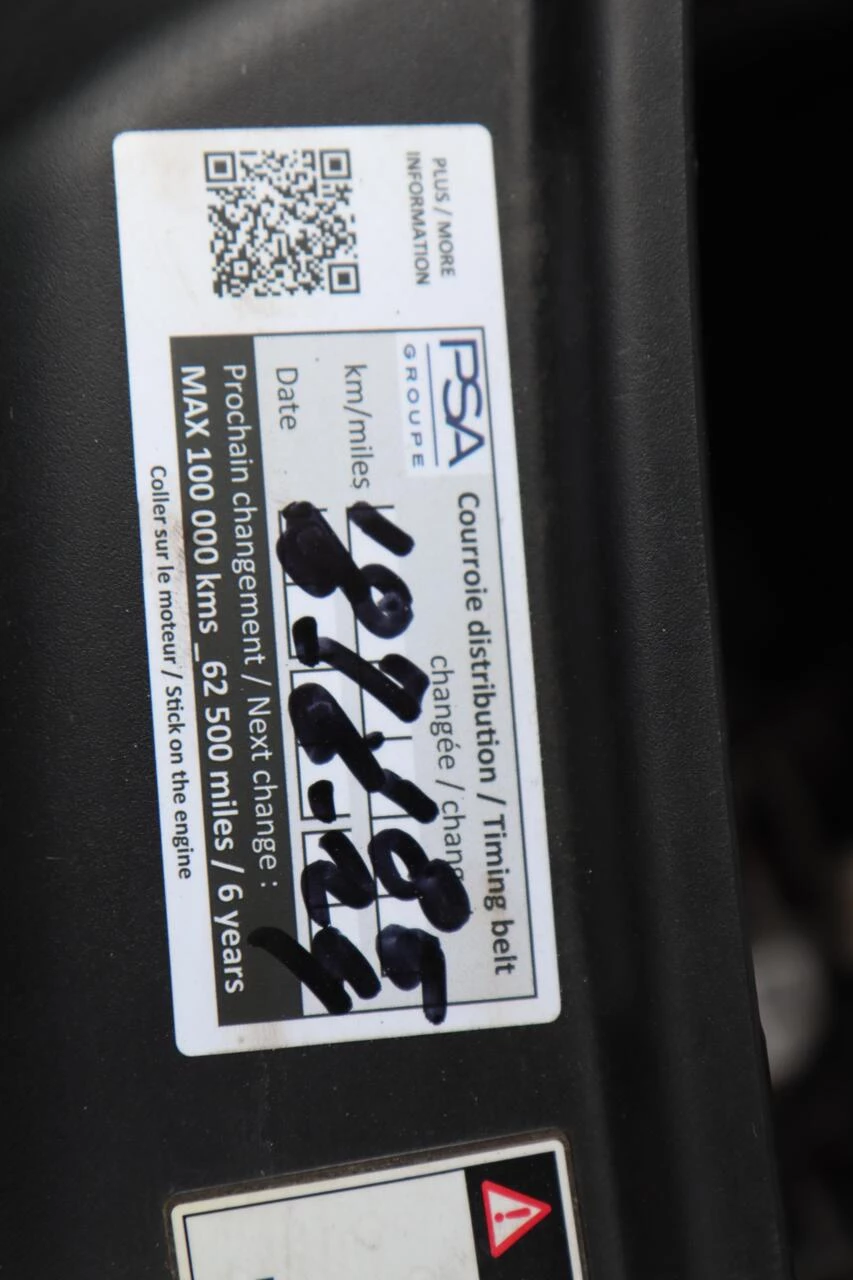 PLUS / MORE
INFORMATION
PSA
GROUPE
Courroie distribution / Timing belt
changée / chang
km/miles
Date
Prochain changement / Next change :
MAX 100 000 kms _ 62 500 miles / 6 years
Coller sur le moteur / Stick on the engine